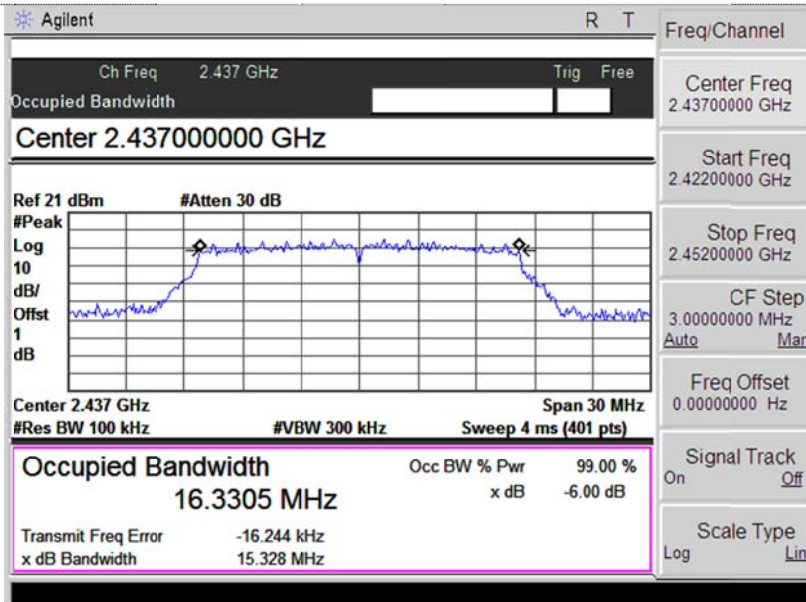 Agilent R T
Ch Freq 2.437 GHz Trig Free
Occupied Bandwidth
Center 2.437000000 GHz
Ref 21 dBm #Atten 30 dB
#Peak
Log
10
dB/
Offst
1
dB
Center 2.437 GHz Span 30 MHz
#Res BW 100 kHz #VBW 300 kHz Sweep 4 ms (401 pts)
Occupied Bandwidth Occ BW % Pwr 99.00 %
16.3305 MHz x dB -6.00 dB
Transmit Freq Error -16.244 kHz
x dB Bandwidth 15.328 MHz
Freq/Channel
Center Freq
2.43700000 GHz
Start Freq
2.42200000 GHz
Stop Freq
2.45200000 GHz
CF Step
3.00000000 MHz
Auto Man
Freq Offset
0.00000000 Hz
Signal Track
On Off
Scale Type
Log Lin